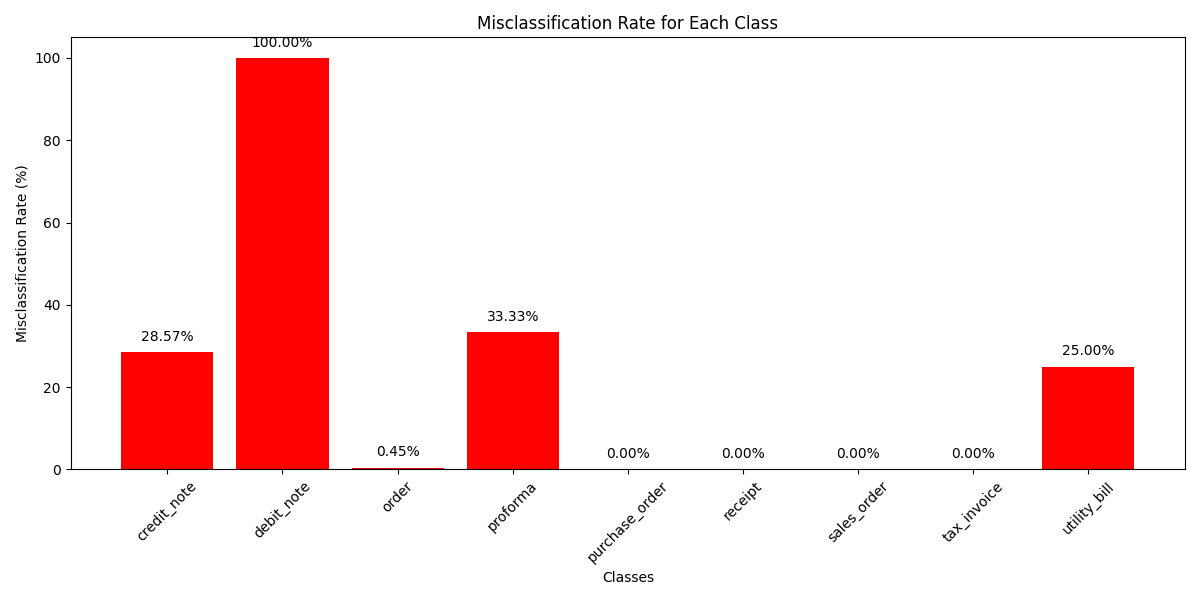 Misclassification Rate for Each Class
Misclassification Rate (%)
100
80
60
40
20
0
28.57%
100.00%
0.45%
33.33%
0.00%
0.00%
0.00%
0.00%
25.00%
credit_note
debit_note
order
proforma
purchase_order
receipt
sales_order
tax_invoice
utility_bill
Classes